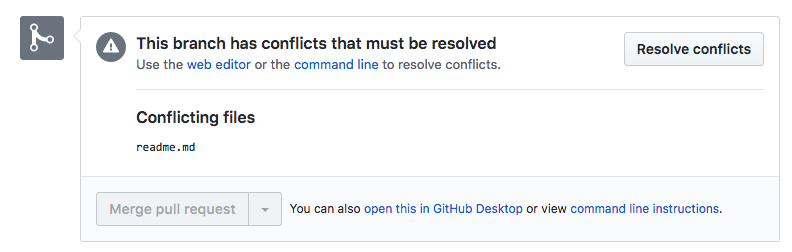 This branch has conflicts that must be resolved
Use the web editor or the command line to resolve conflicts.
Resolve conflicts
Conflicting files
readme.md
Merge pull request
You can also open this in GitHub Desktop or view command line instructions.